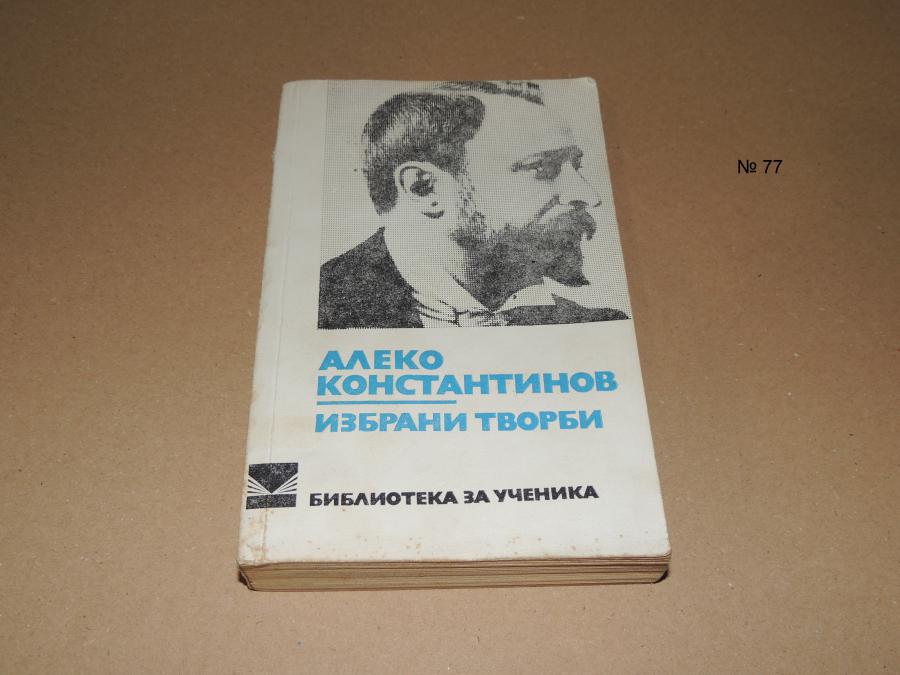 № 77
АЛЕКО
КОНСТАНТИНОВ
ИЗБРАНИ ТВОРБИ
БИБЛИОТЕКА ЗА УЧЕНИКА